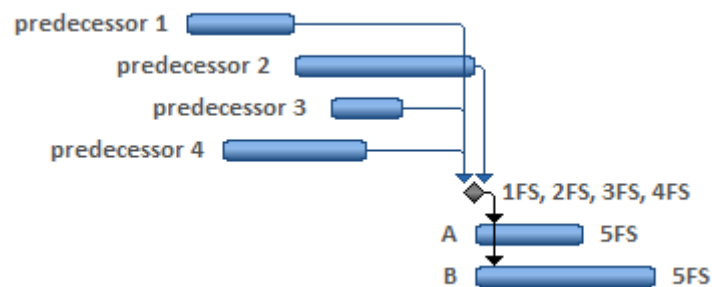 predecessor 1
predecessor 2
predecessor 3
predecessor 4
1FS, 2FS, 3FS, 4FS
A 5FS
B 5FS